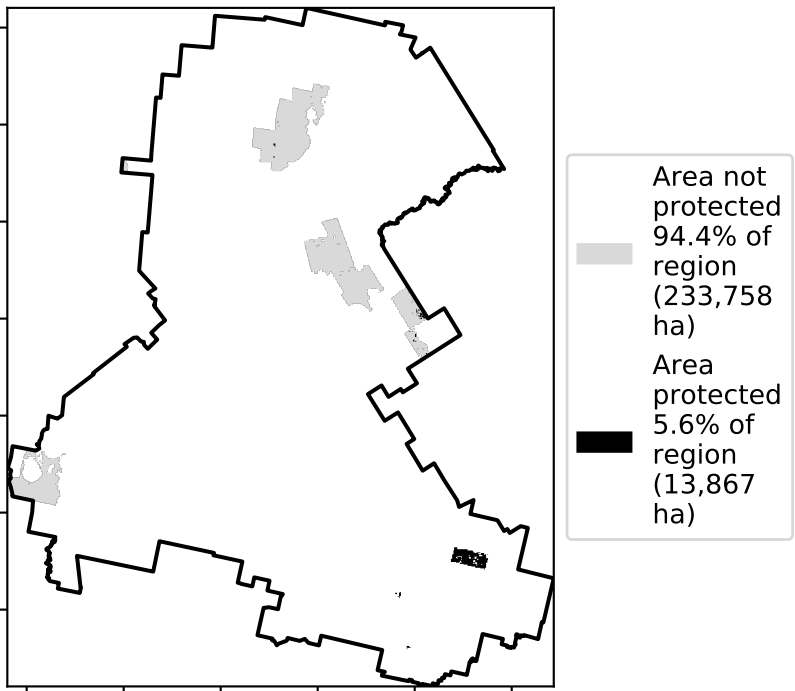 Area not
protected
94.4% of
region
(233,758
ha)
Area
protected
5.6% of
region
(13,867
ha)